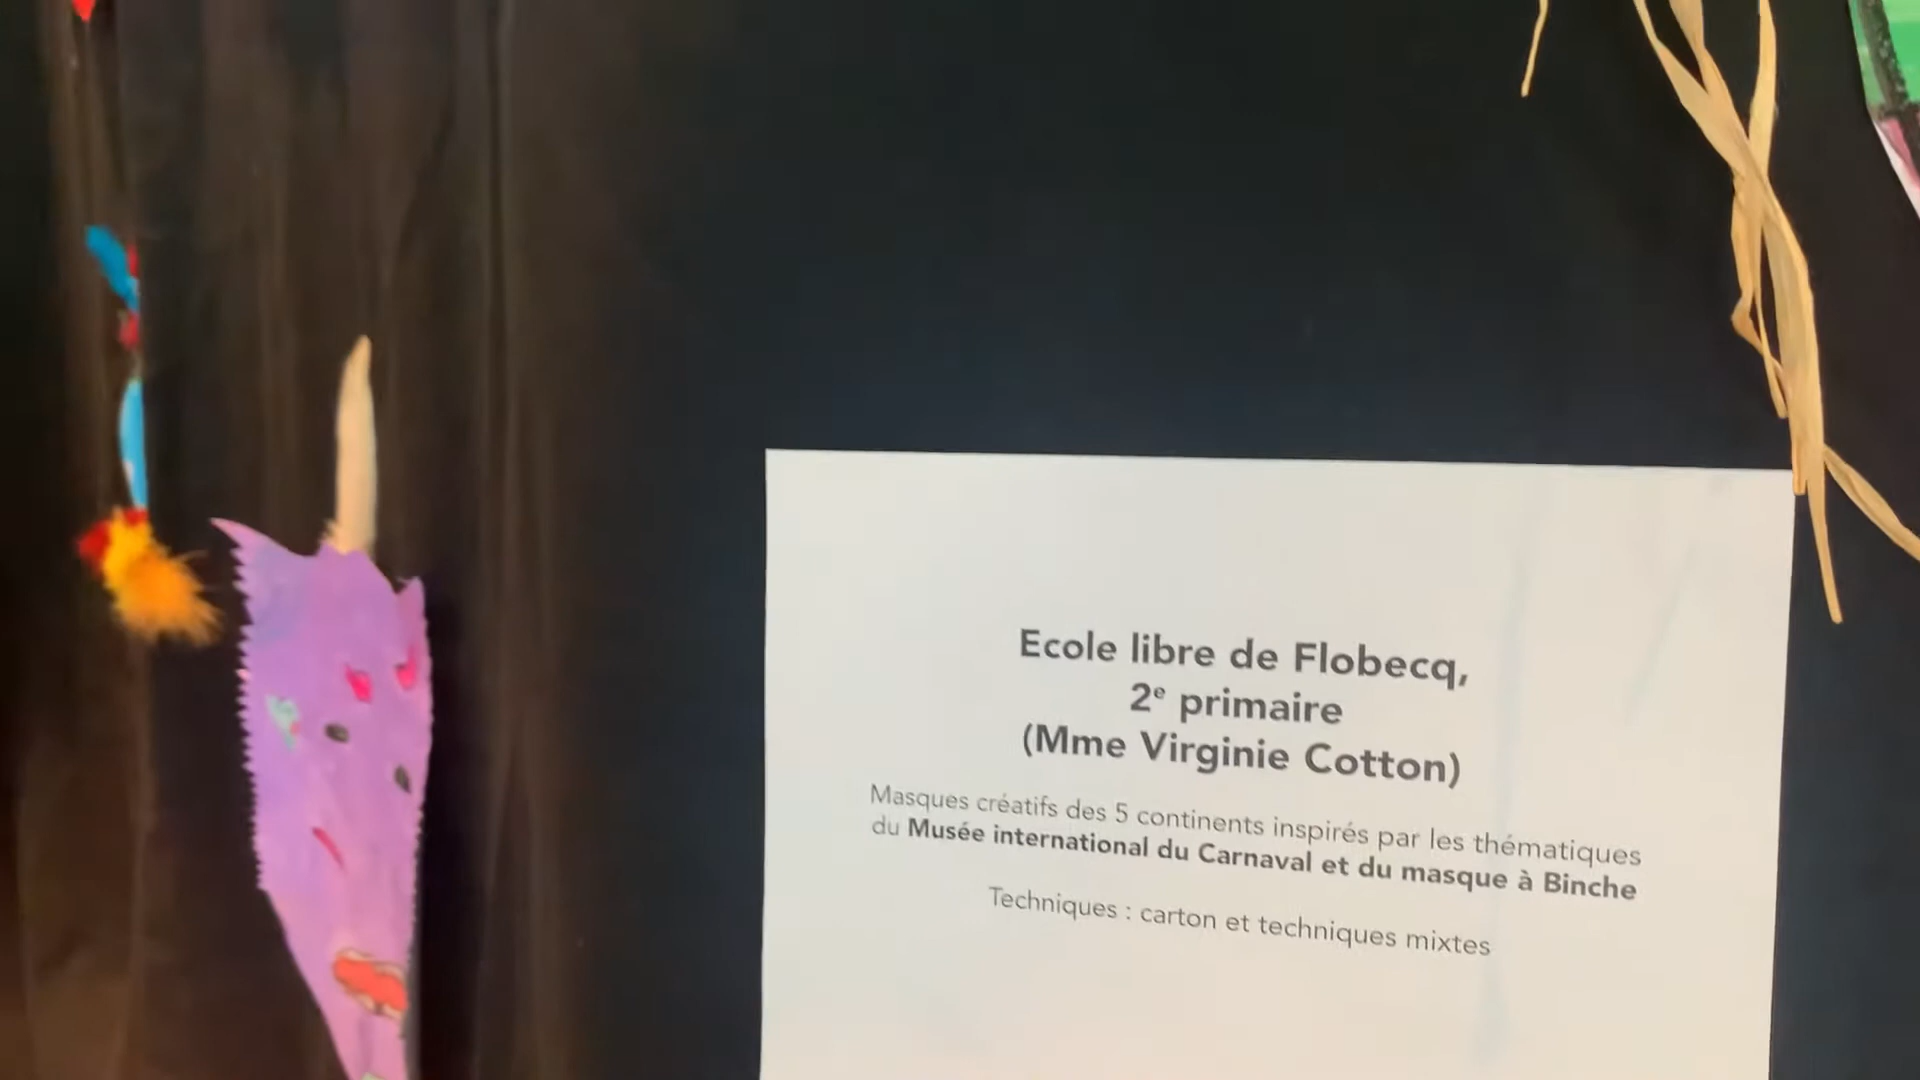 Ecole libre de Flobecq,
2e primaire
(Mme Virginie Cotton)
Masques créatifs des 5 continents inspirés par les thématiques
du Musée international du Carnaval et du masque à Binche
Techniques : carton et techniques mixtes